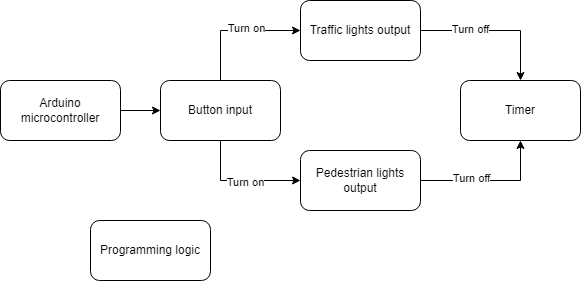 Turn on
Traffic lights output
Turn off
Arduino
microcontroller
Button input
Timer
Turn on
Pedestrian lights
output
Turn off
Programming logic